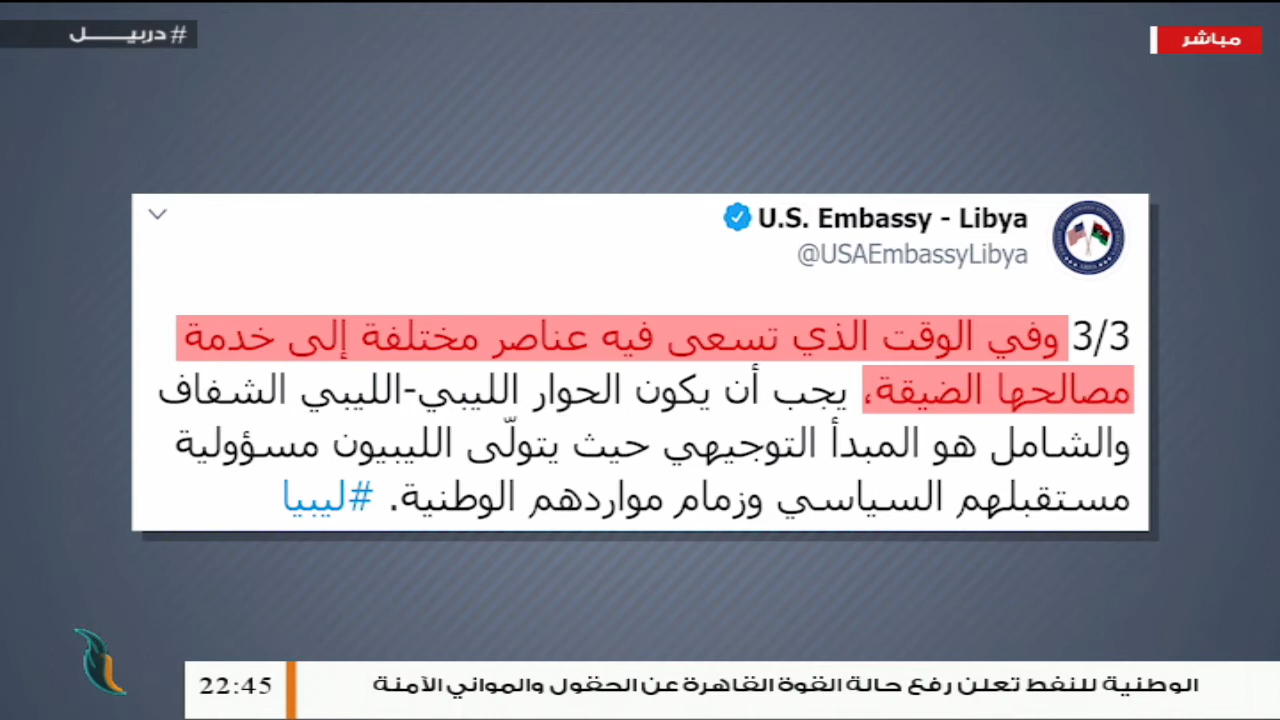 #دربيـــل
مباشر
U.S. Embassy - Libya
@USAEmbassyLibya
3/3 وفي الوقت الذي تسعى فيه عناصر مختلفة إلى خدمة
مصالحها الضيقة، يجب أن يكون الحوار الليبي-الليبي الشفاف
والشامل هو المبدأ التوجيهي حيث يتولّى الليبيون مسؤولية
مستقبلهم السياسي وزمام مواردهم الوطنية. #ليبيا
الوطنية للنفط تعلن رفع حالة القوة القاهرة عن الحقول والمواني الآمنة
22:45